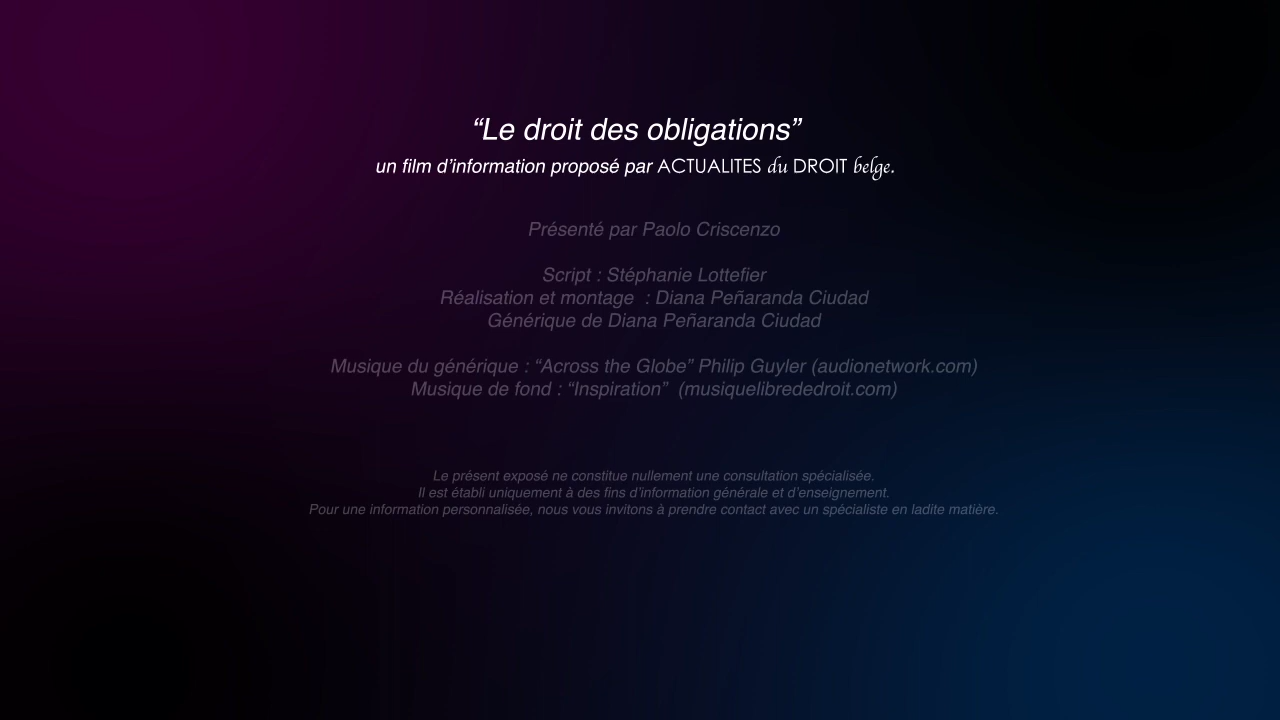 “Le droit des obligations”
un film d’information proposé par ACTUALITES du DROIT belge.
Présenté par Paolo Criscenzo
Script : Stéphanie Lottefier
Réalisation et montage  : Diana Peñaranda Ciudad
Générique de Diana Peñaranda Ciudad
Musique du générique : “Across the Globe” Philip Guyler (audionetwork.com)
Musique de fond : “Inspiration”  (musiquelibrededroit.com)
Le présent exposé ne constitue nullement une consultation spécialisée.
Il est établi uniquement à des fins d’information générale et d’enseignement.
Pour une information personnalisée, nous vous invitons à prendre contact avec un spécialiste en ladite matière.